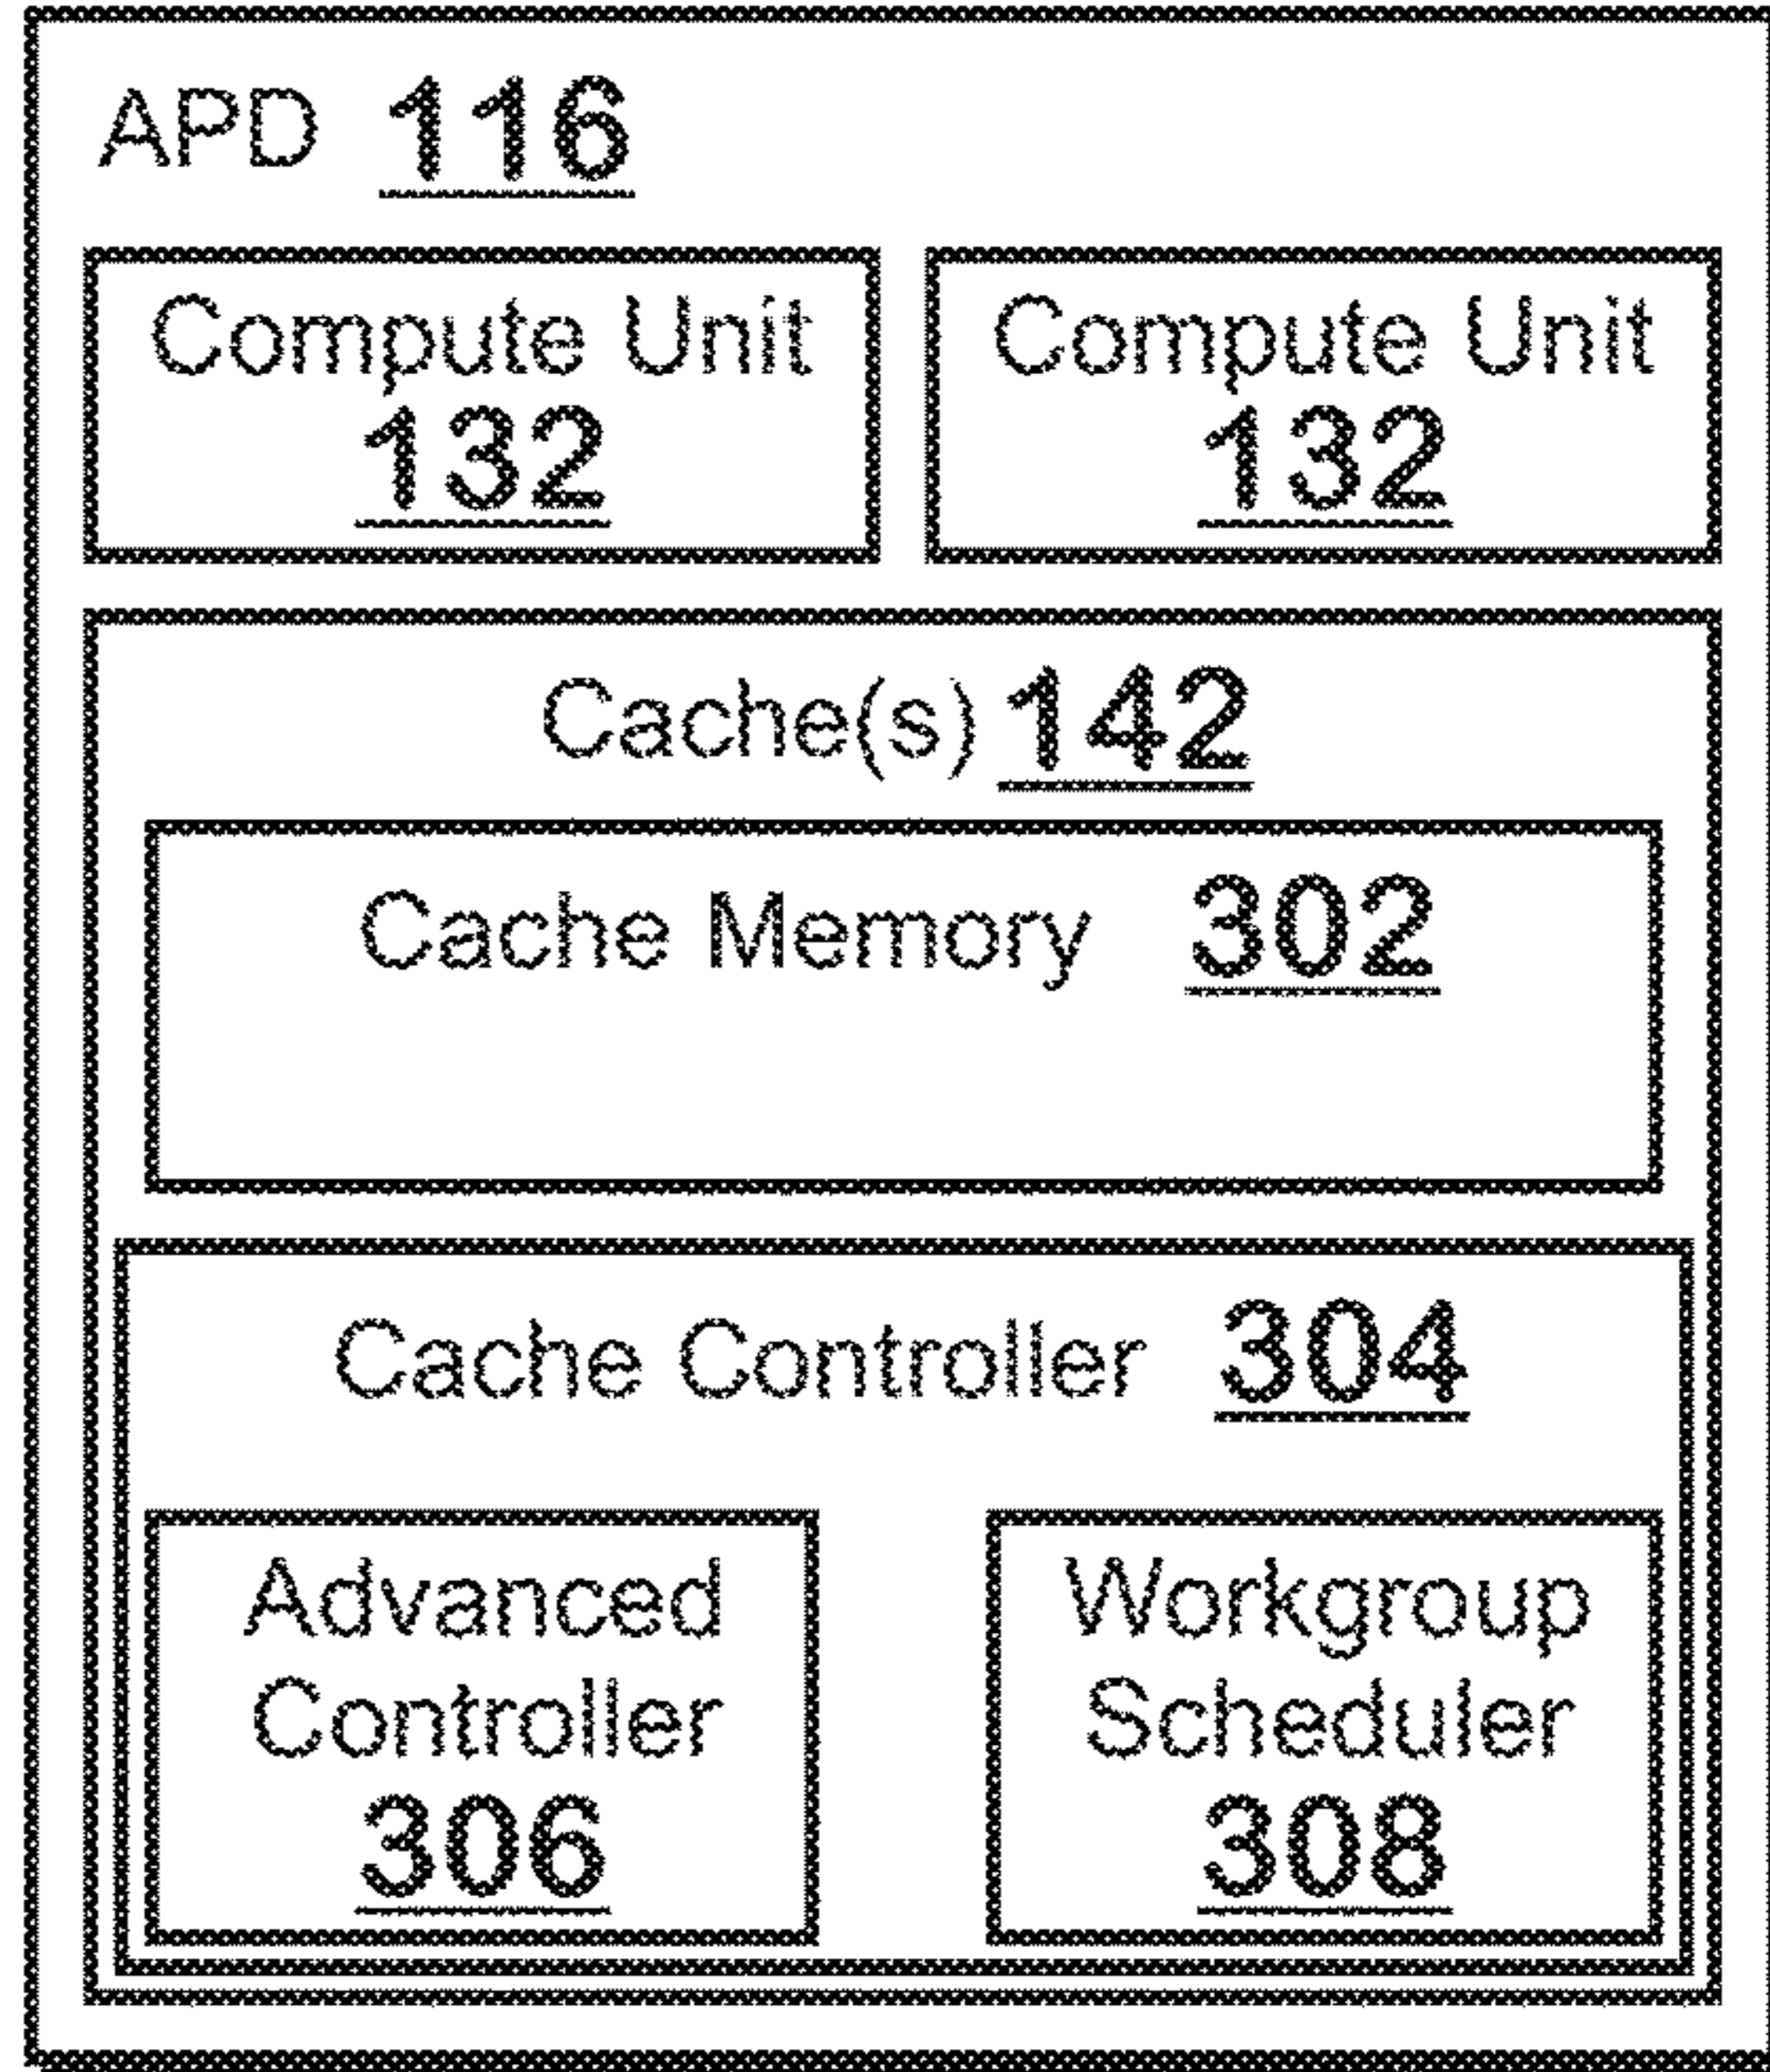 APD 116
Compute Unit
132
Compute Unit
132
Cache(s) 142
Cache Memory 302
Cache Controller 304
Advanced
Controller
306
Workgroup
Scheduler
308